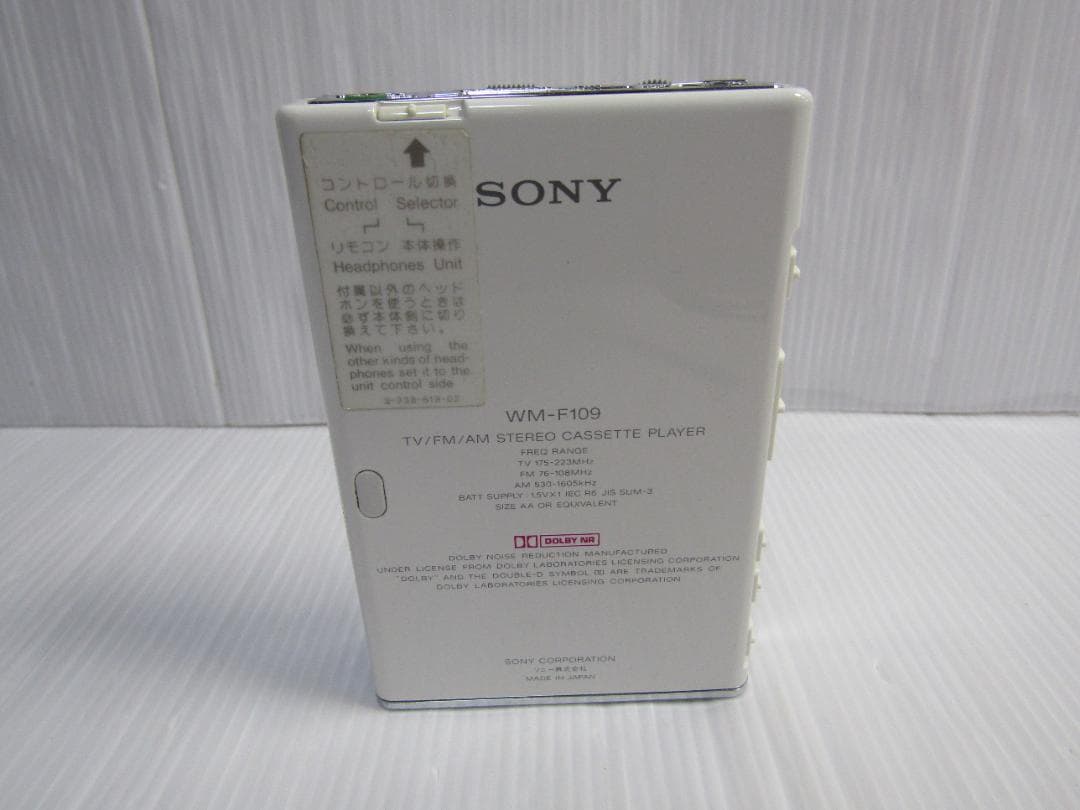 コントロール切換
Control Selector
リモコン 本体操作
Headphones Unit
付属以外のヘッド
ホンを使うときは
必ず本体側に切り
換えて下さい。
When using the
other kinds of head-
phones set it to the
unit control side
SONY
WM-F109
TV/FM/AM STEREO CASSETTE PLAYER
FREQ RANGE
TV 175-223MHz
FM 76-108MHz
AM 530-1605kHz
BATT SUPPLY : 1.5VX1 IEC R6 JIS SUM-3
SIZE AA OR EQUIVALENT
DOLBY NR
DOLBY NOISE REDUCTION MANUFACTURED
UNDER LICENSE FROM DOLBY LABORATORIES LICENSING CORPORATION
"DOLBY" AND THE DOUBLE-D SYMBOL ARE TRADEMARKS OF
DOLBY LABORATORIES LICENSING CORPORATION
SONY CORPORATION
ソニー株式会社
MADE IN JAPAN